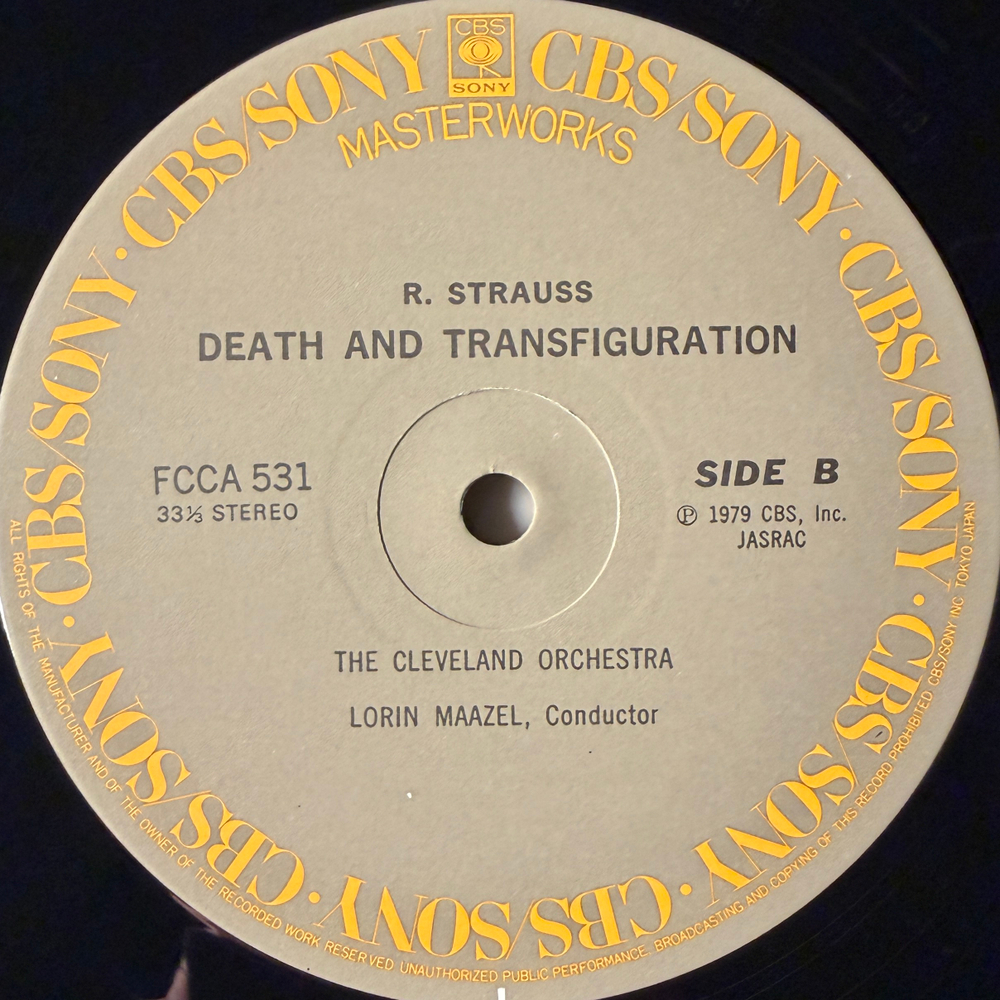 CBS
SONY
CBS/SONY · CBS/SONY · CBS/SONY · CBS/SONY · CBS/SONY · CBS/SONY · CBS/SONY · CBS/SONY
MASTERWORKS
R. STRAUSS
DEATH AND TRANSFIGURATION
FCCA 531
33⅓ STEREO
SIDE B
Ⓟ 1979 CBS, Inc.
JASRAC
THE CLEVELAND ORCHESTRA
LORIN MAAZEL, Conductor
ALL RIGHTS OF THE MANUFACTURER AND OF THE OWNER OF THE RECORDED WORK RESERVED UNAUTHORIZED PUBLIC PERFORMANCE. BROADCASTING AND COPYING OF THIS RECORD PROHIBITED CBS/SONY INC TOKYO JAPAN